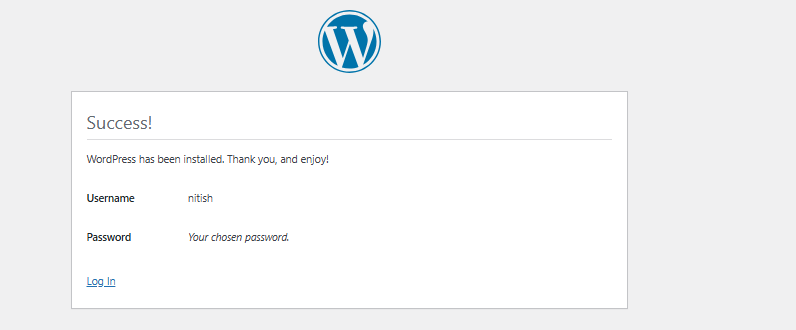 Success!
WordPress has been installed. Thank you, and enjoy!
Username nitish
Password Your chosen password.
Log In